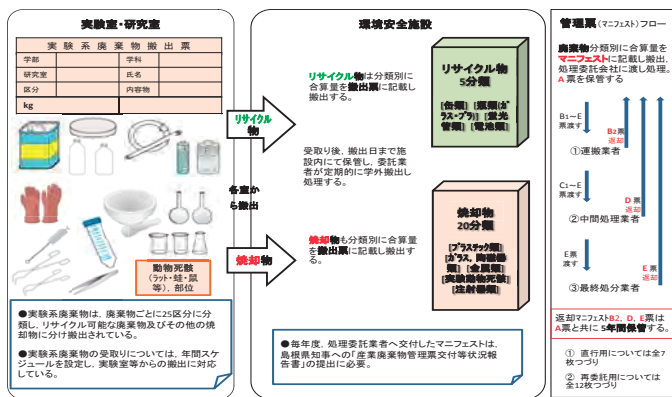 実験室・研究室
実験系廃棄物搬出票
学部 学科
研究室 氏名
区分 内容物
kg
動物死骸
(ラット・蛙・鼠
等), 部位
●実験系廃棄物は, 廃棄物ごとに25区分に分
類し, リサイクル可能な廃棄物及びその他の焼
却物に分け搬出されている。
●実験系廃棄物の受取りについては, 年間スケ
ジュールを設定し, 実験室等からの搬出に対応
している。
リサイクル
物
各室か
ら搬出
焼却物
環境安全施設
リサイクル物は分類別に
合算量を搬出票に記載し
搬出する。
受取り後, 搬出日まで施
設内にて保管し, 委託業
者が定期的に学外搬出し
処理する。
焼却物も分類別に合算量
を搬出票に記載し搬出す
る。
リサイクル物
5分類
[缶類] [瓶類(ガ
ラス・プラ)] [蛍光
管類] [電池類]
焼却物
20分類
[プラスチック類]
[ガラス, 陶磁器
類] [金属類]
[実験動物死骸]
[注射器類]
●毎年度, 処理委託業者へ交付したマニフェストは,
島根県知事への「産業廃棄物管理票交付等状況報
告書」の提出に必要。
管理票(マニフェスト)フロー
廃棄物分類別に合算量を
マニフェストに記載し搬出,
処理委託会社に渡し処理。
A票を保管する
B1~E
票渡す
B2票
返却
①運搬業者
C1~E
票渡す
D票
返却
②中間処理業者
E票
渡す
E票
返却
③最終処分業者
返却マニフェストB2, D, E票は
A票と共に5年間保管する。
① 直行用については全7
枚つづり
② 再委託用については
全12枚つづり